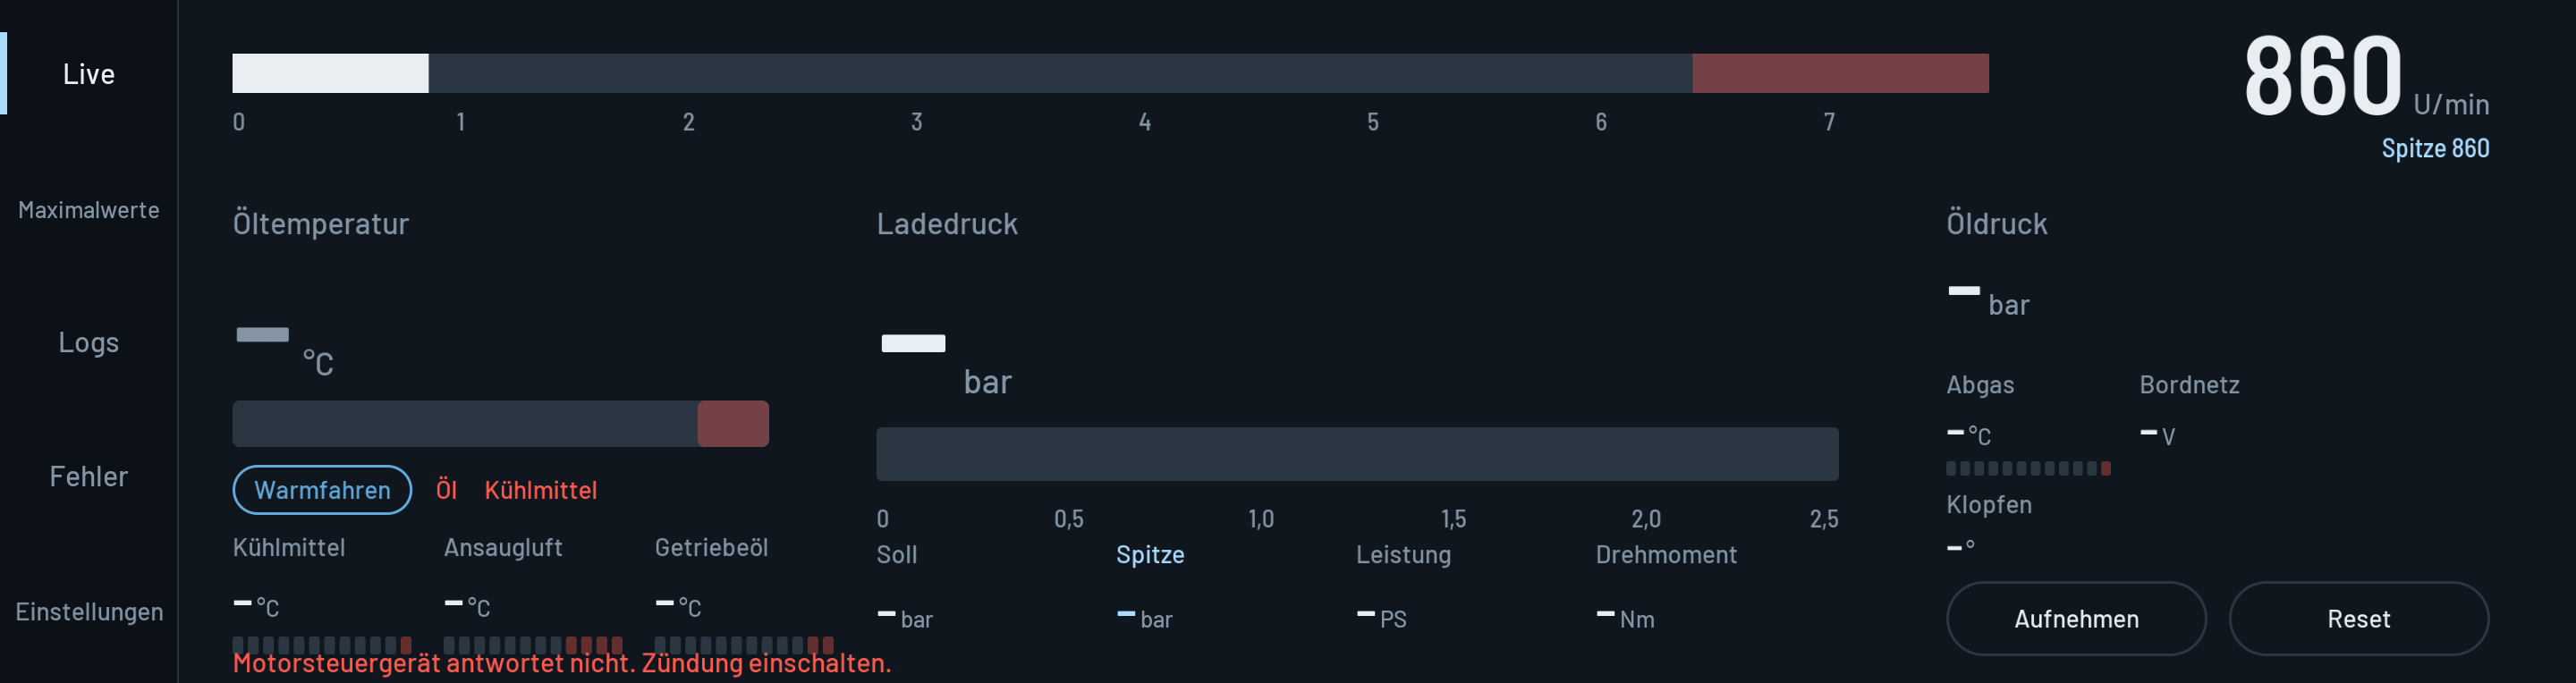 Live
Maximalwerte
Logs
Fehler
Einstellungen
0 1 2 3 4 5 6 7
860 U/min
Spitze 860
Öltemperatur
– °C
Warmfahren Öl Kühlmittel
Kühlmittel Ansaugluft Getriebeöl
– °C – °C – °C
Motorsteuergerät antwortet nicht. Zündung einschalten.
Ladedruck
– bar
0 0,5 1,0 1,5 2,0 2,5
Soll Spitze Leistung Drehmoment
– bar – bar – PS – Nm
Öldruck
– bar
Abgas Bordnetz
– °C – V
Klopfen
– °
Aufnehmen Reset